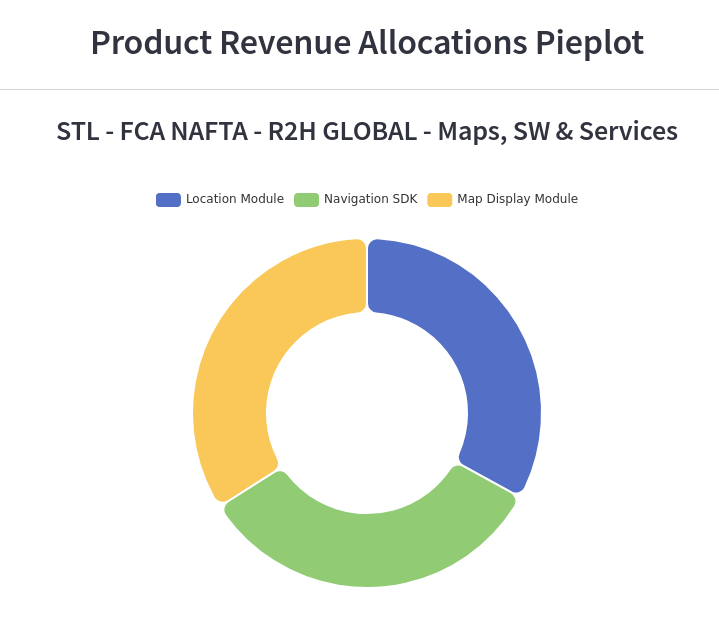 Product Revenue Allocations Pieplot
STL - FCA NAFTA - R2H GLOBAL - Maps, SW & Services
Location Module Navigation SDK Map Display Module